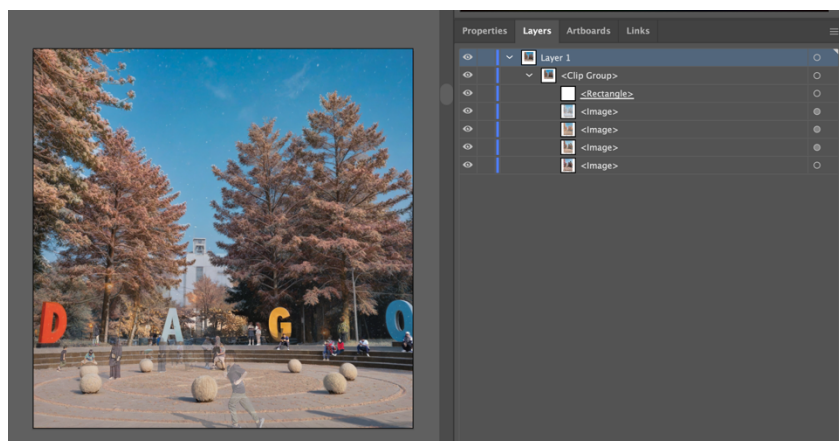 Properties Layers Artboards Links
Layer 1
<Clip Group>
<Rectangle>
<Image>
<Image>
<Image>
<Image>
D A G O